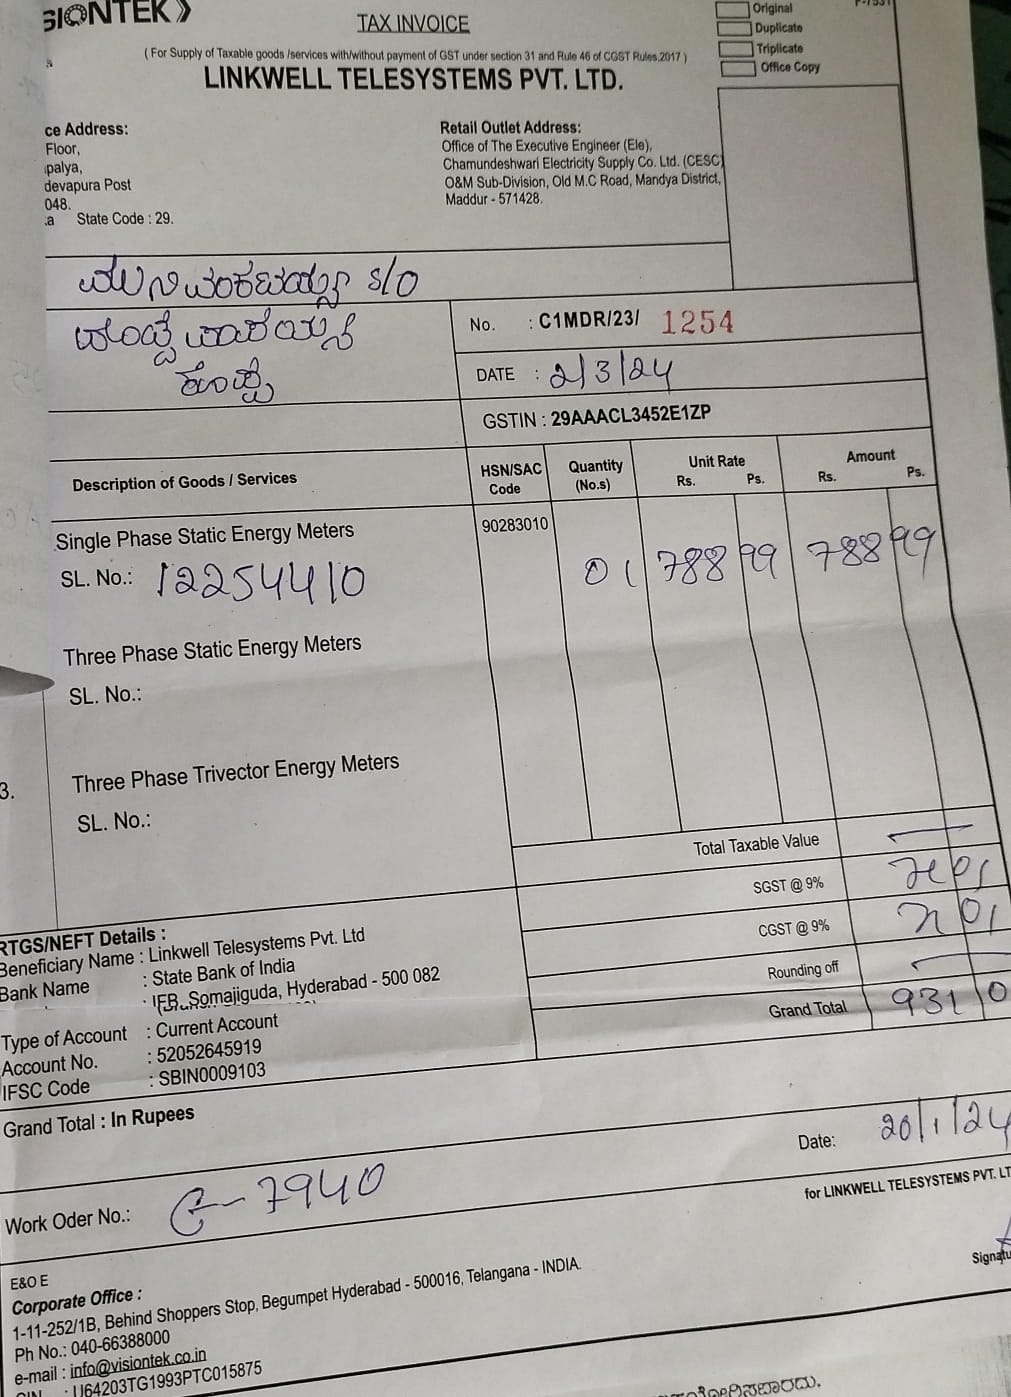 SIONTEK
TAX INVOICE
Original
Duplicate
Triplicate
Office Copy
( For Supply of Taxable goods /services with/without payment of GST under section 31 and Rule 46 of CGST Rules,2017 )
LINKWELL TELESYSTEMS PVT. LTD.
ce Address:
Floor,
palya,
devapura Post
048.
a State Code : 29.
Retail Outlet Address:
Office of The Executive Engineer (Ele),
Chamundeshwari Electricity Supply Co. Ltd. (CESC)
O&M Sub-Division, Old M.C Road, Mandya District,
Maddur - 571428.
S/O
No. : C1MDR/23/ 1254
DATE : 2/3/24
GSTIN : 29AAACL3452E1ZP
Description of Goods / Services
HSN/SAC Code
Quantity (No.s)
Unit Rate Rs. Ps.
Amount Rs. Ps.
Single Phase Static Energy Meters 90283010
SL. No.: 12254410 01 788 99 788 99
Three Phase Static Energy Meters
SL. No.:
3. Three Phase Trivector Energy Meters
SL. No.:
Total Taxable Value
SGST @ 9% 01
CGST @ 9% 01
Rounding off
Grand Total 931 0
RTGS/NEFT Details :
Beneficiary Name : Linkwell Telesystems Pvt. Ltd
Bank Name : State Bank of India
: IFB, Somajiguda, Hyderabad - 500 082
Type of Account : Current Account
Account No. : 52052645919
IFSC Code : SBIN0009103
Grand Total : In Rupees
Date: 20/1/24
Work Oder No.: 7940
for LINKWELL TELESYSTEMS PVT. LT
Signatu
E&O E
Corporate Office :
1-11-252/1B, Behind Shoppers Stop, Begumpet Hyderabad - 500016, Telangana - INDIA.
Ph No.: 040-66388000
e-mail : info@visiontek.co.in
CIN : U64203TG1993PTC015875